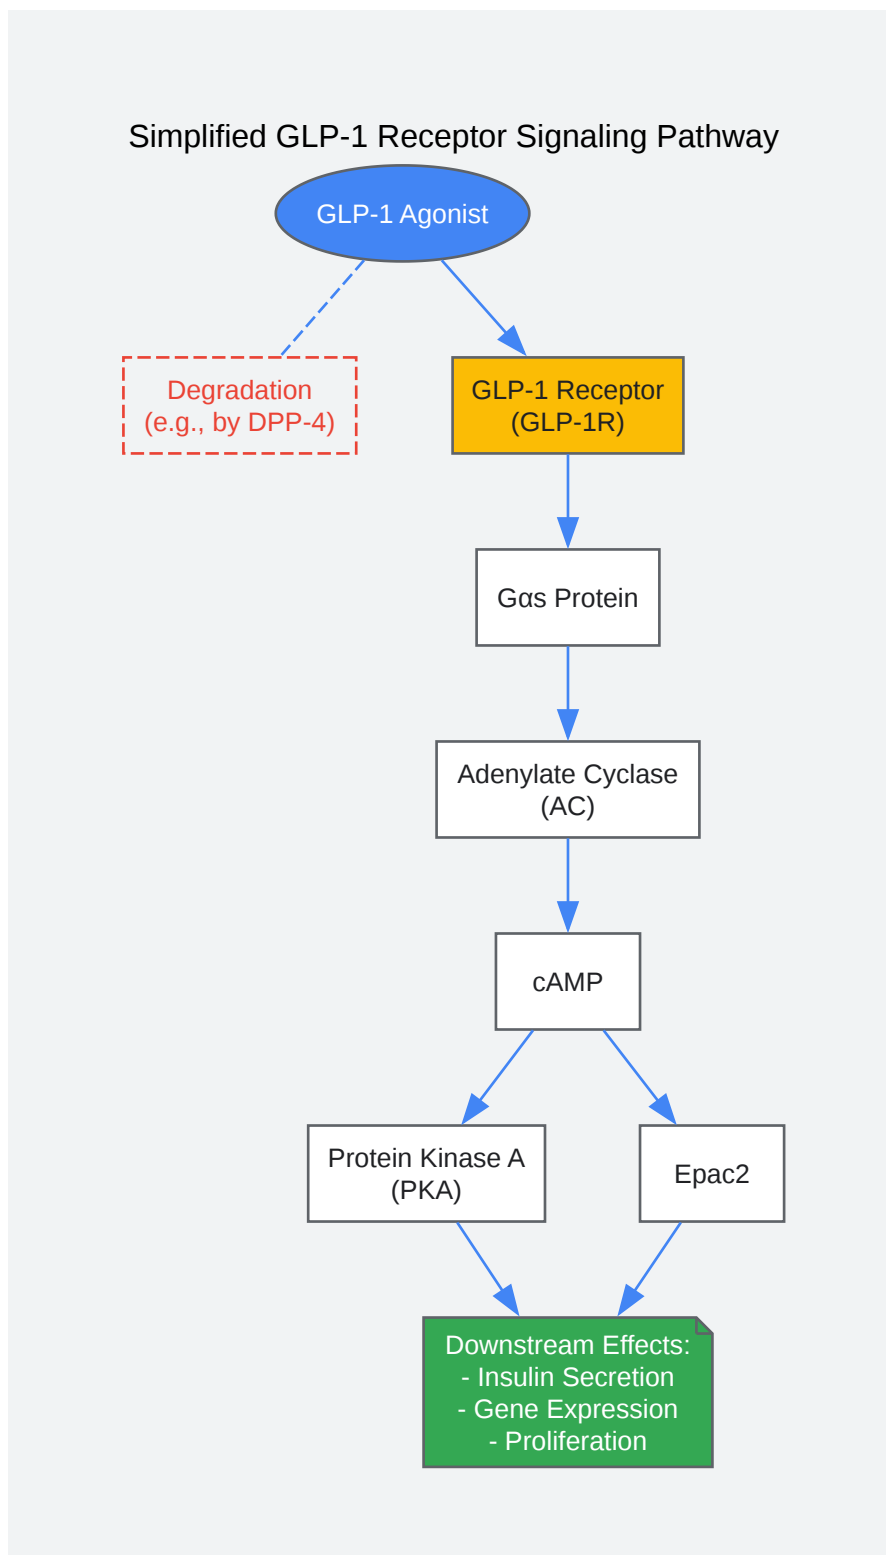 Simplified GLP-1 Receptor Signaling Pathway
GLP-1 Agonist
Degradation
(e.g., by DPP-4)
GLP-1 Receptor
(GLP-1R)
Gαs Protein
Adenylate Cyclase
(AC)
cAMP
Protein Kinase A
(PKA)
Epac2
Downstream Effects:
- Insulin Secretion
- Gene Expression
- Proliferation